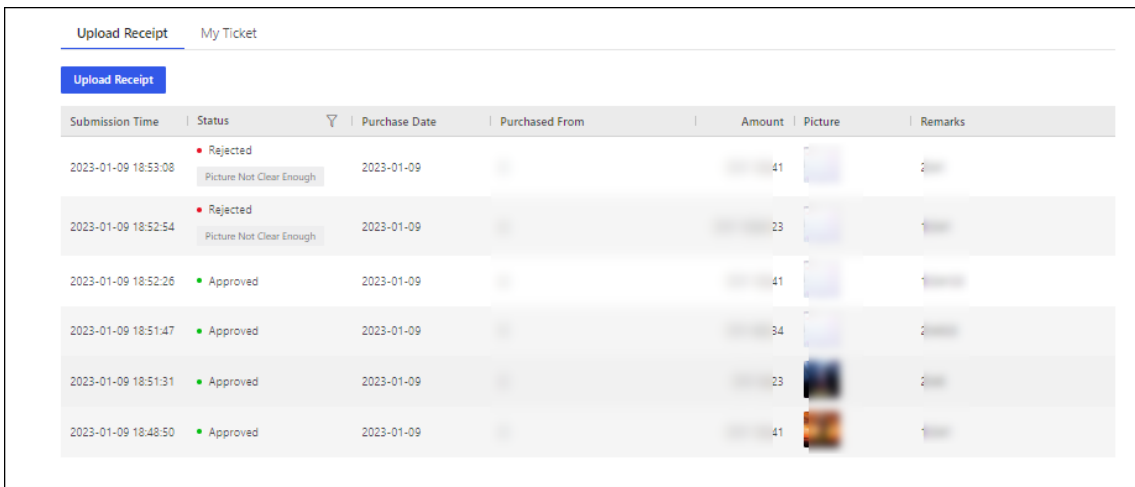 Upload Receipt My Ticket
Upload Receipt
Submission Time Status Purchase Date Purchased From Amount Picture Remarks
Rejected
2023-01-09 18:53:08 2023-01-09 41
Picture Not Clear Enough
Rejected
2023-01-09 18:52:54 2023-01-09 23
Picture Not Clear Enough
2023-01-09 18:52:26 Approved 2023-01-09 41
2023-01-09 18:51:47 Approved 2023-01-09 34
2023-01-09 18:51:31 Approved 2023-01-09 23
2023-01-09 18:48:50 Approved 2023-01-09 41